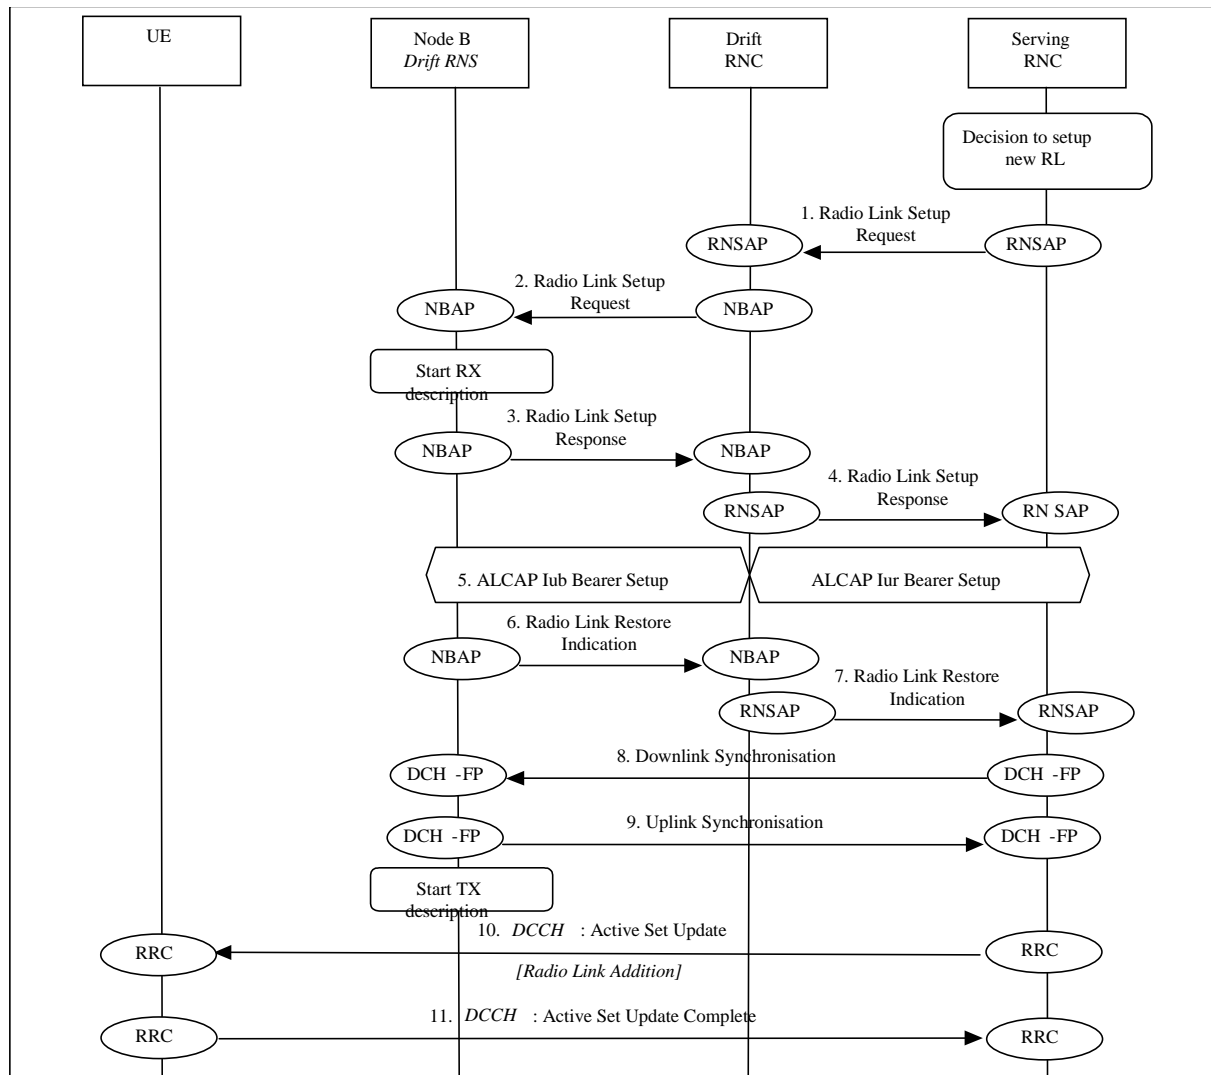 UE
Node B
Drift RNS
Drift
RNC
Serving
RNC
Decision to setup
new RL
1. Radio Link Setup
Request
RNSAP
RNSAP
2. Radio Link Setup
Request
NBAP
NBAP
Start RX
description
3. Radio Link Setup
Response
NBAP
NBAP
4. Radio Link Setup
Response
RNSAP
RN SAP
5. ALCAP Iub Bearer Setup
ALCAP Iur Bearer Setup
6. Radio Link Restore
Indication
NBAP
NBAP
7. Radio Link Restore
Indication
RNSAP
RNSAP
8. Downlink Synchronisation
DCH -FP
DCH -FP
9. Uplink Synchronisation
DCH -FP
DCH -FP
Start TX
description
10. DCCH : Active Set Update
RRC
RRC
[Radio Link Addition]
11. DCCH : Active Set Update Complete
RRC
RRC